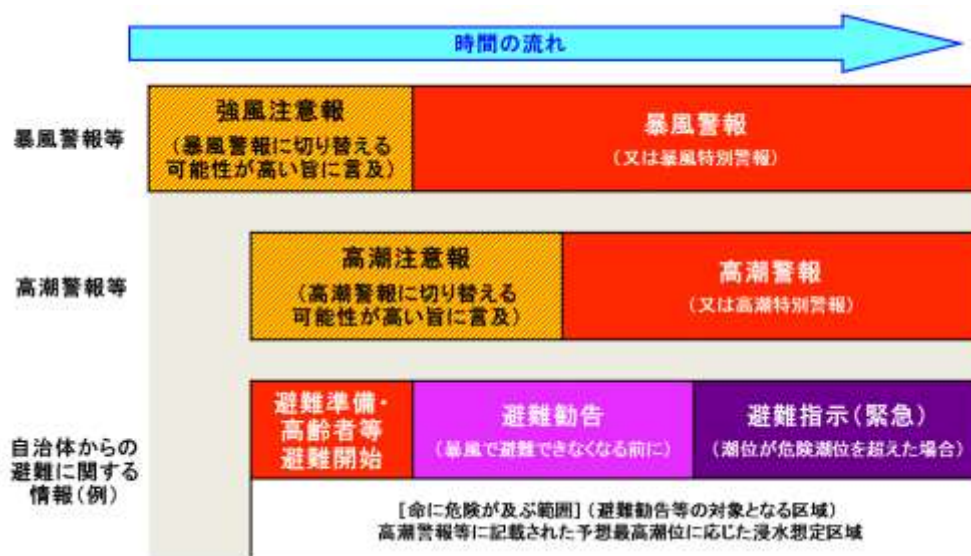 時間の流れ
暴風警報等
強風注意報
(暴風警報に切り替える
可能性が高い旨に言及)
暴風警報
(又は暴風特別警報)
高潮警報等
高潮注意報
(高潮警報に切り替える
可能性が高い旨に言及)
高潮警報
(又は高潮特別警報)
自治体からの
避難に関する
情報(例)
避難準備・
高齢者等
避難開始
避難勧告
(暴風で避難できなくなる前に)
避難指示(緊急)
(潮位が危険潮位を超えた場合)
[命に危険が及ぶ範囲](避難勧告等の対象となる区域)
高潮警報等に記載された予想最高潮位に応じた浸水想定区域